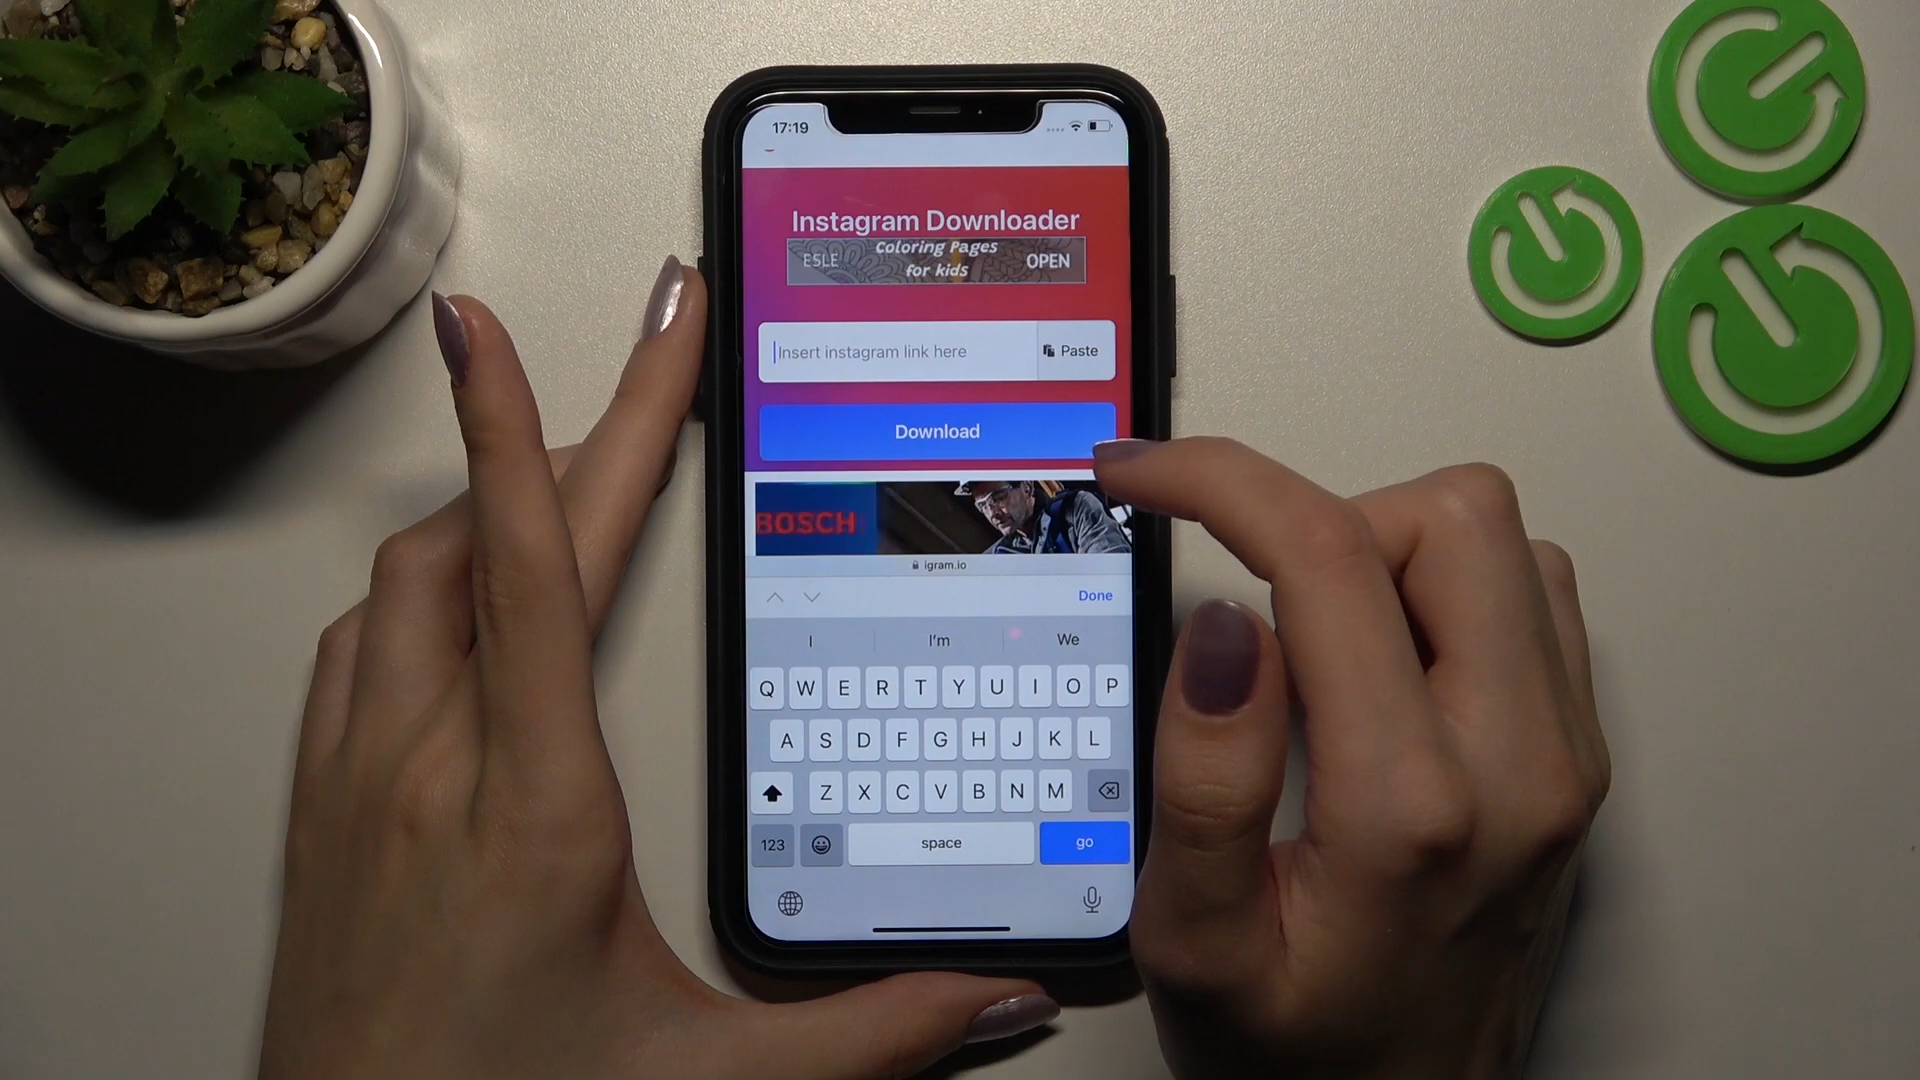 17:19
Instagram Downloader
Coloring Pages
ESLE
for kids
OPEN
Insert instagram link here
Paste
Download
BOSCH
igram.io
Done
I
I'm
We
Q W E R T Y U I O P
A S D F G H J K L
Z X C V B N M
123
space
go